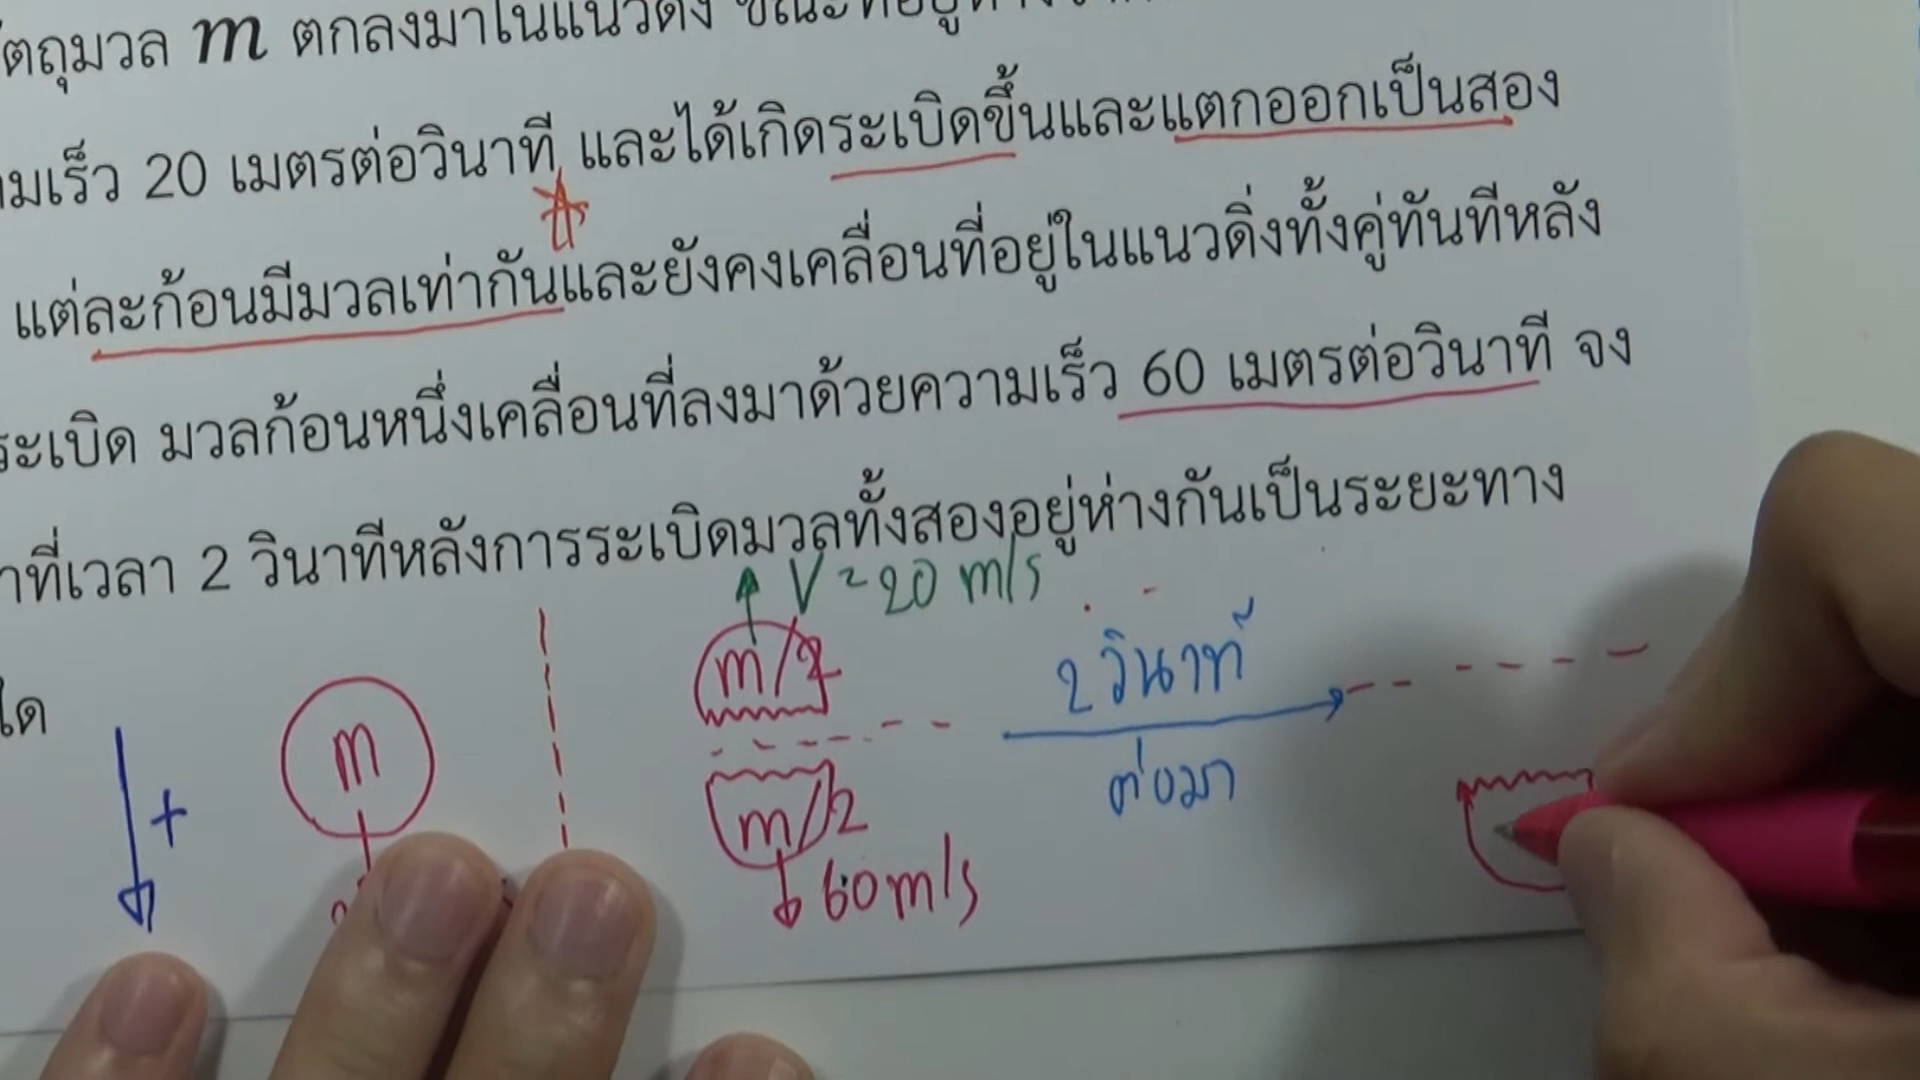 ตถุมวล m ตกลงมาในแนวดิ่ง ขณะที่อยู่ห่าง
มเร็ว 20 เมตรต่อวินาที และได้เกิดระเบิดขึ้นและแตกออกเป็นสอง
แต่ละก้อนมีมวลเท่ากันและยังคงเคลื่อนที่อยู่ในแนวดิ่งทั้งคู่ทันทีหลัง
ระเบิด มวลก้อนหนึ่งเคลื่อนที่ลงมาด้วยความเร็ว 60 เมตรต่อวินาที จง
าที่เวลา 2 วินาทีหลังการระเบิดมวลทั้งสองอยู่ห่างกันเป็นระยะทาง
ได
V = 20 m/s
m/2
2 วินาที
m
+
ต่อมา
m/2
60 m/s